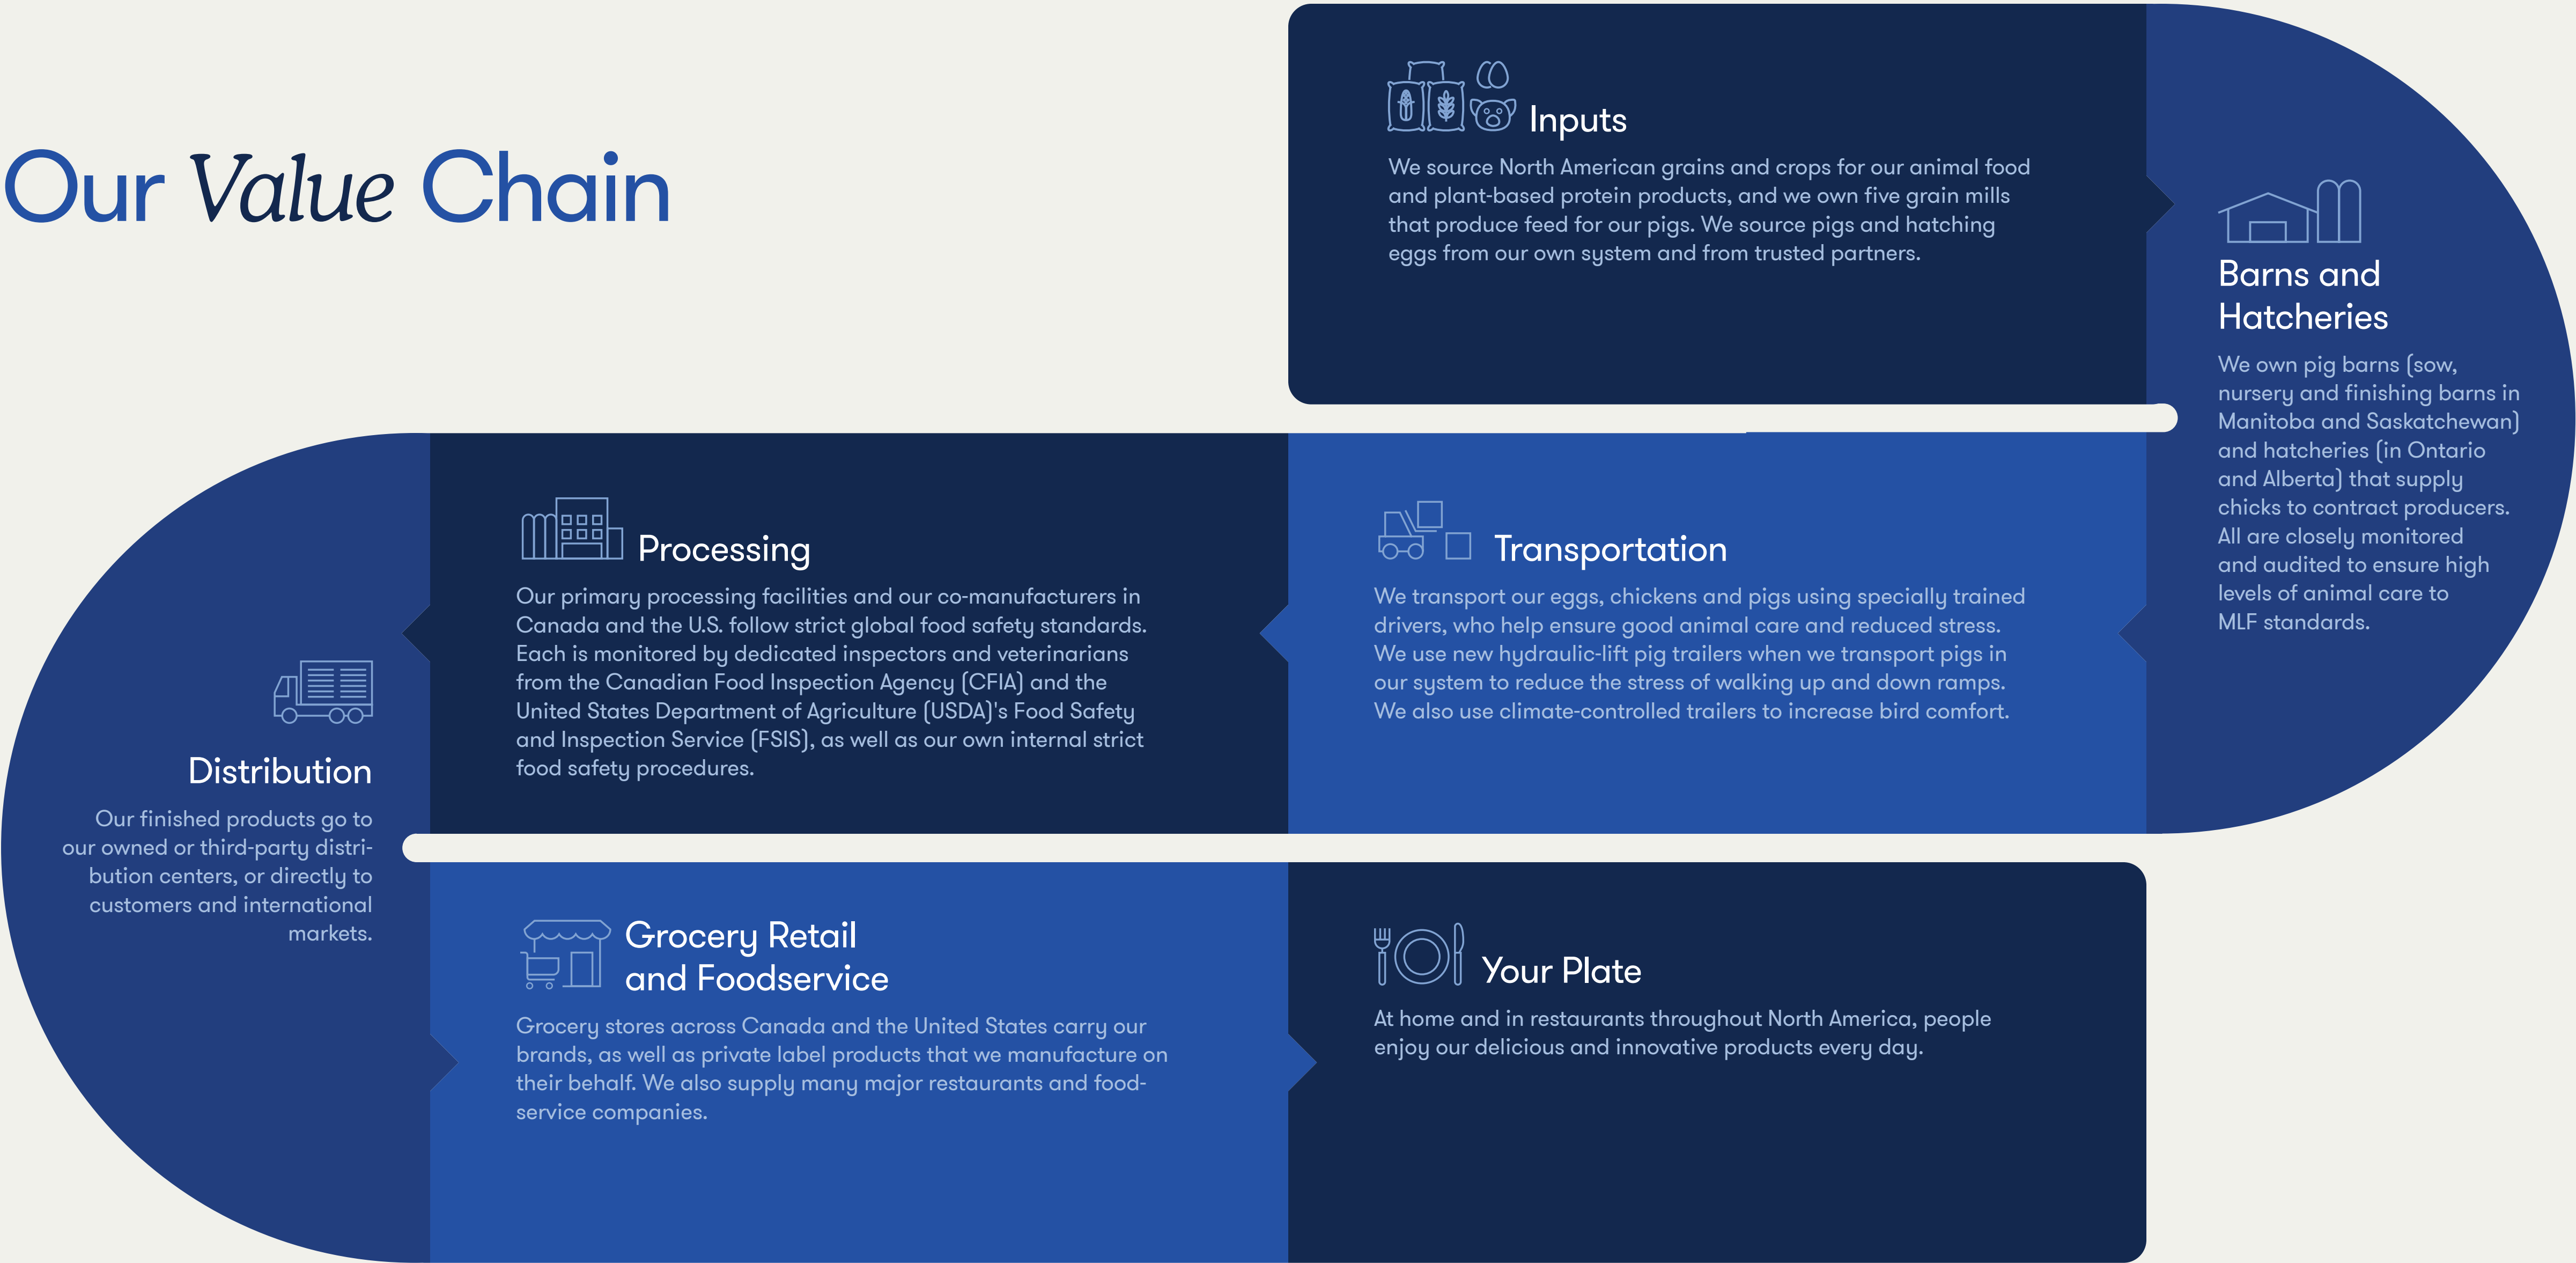 Our Value Chain
Inputs
We source North American grains and crops for our animal food
and plant-based protein products, and we own five grain mills
that produce feed for our pigs. We source pigs and hatching
eggs from our own system and from trusted partners.
Barns and
Hatcheries
We own pig barns (sow,
nursery and finishing barns in
Manitoba and Saskatchewan)
and hatcheries (in Ontario
and Alberta) that supply
chicks to contract producers.
All are closely monitored
and audited to ensure high
levels of animal care to
MLF standards.
Transportation
We transport our eggs, chickens and pigs using specially trained
drivers, who help ensure good animal care and reduced stress.
We use new hydraulic-lift pig trailers when we transport pigs in
our system to reduce the stress of walking up and down ramps.
We also use climate-controlled trailers to increase bird comfort.
Processing
Our primary processing facilities and our co-manufacturers in
Canada and the U.S. follow strict global food safety standards.
Each is monitored by dedicated inspectors and veterinarians
from the Canadian Food Inspection Agency (CFIA) and the
United States Department of Agriculture (USDA)'s Food Safety
and Inspection Service (FSIS), as well as our own internal strict
food safety procedures.
Distribution
Our finished products go to
our owned or third-party distri-
bution centers, or directly to
customers and international
markets.
Grocery Retail
and Foodservice
Grocery stores across Canada and the United States carry our
brands, as well as private label products that we manufacture on
their behalf. We also supply many major restaurants and food-
service companies.
Your Plate
At home and in restaurants throughout North America, people
enjoy our delicious and innovative products every day.